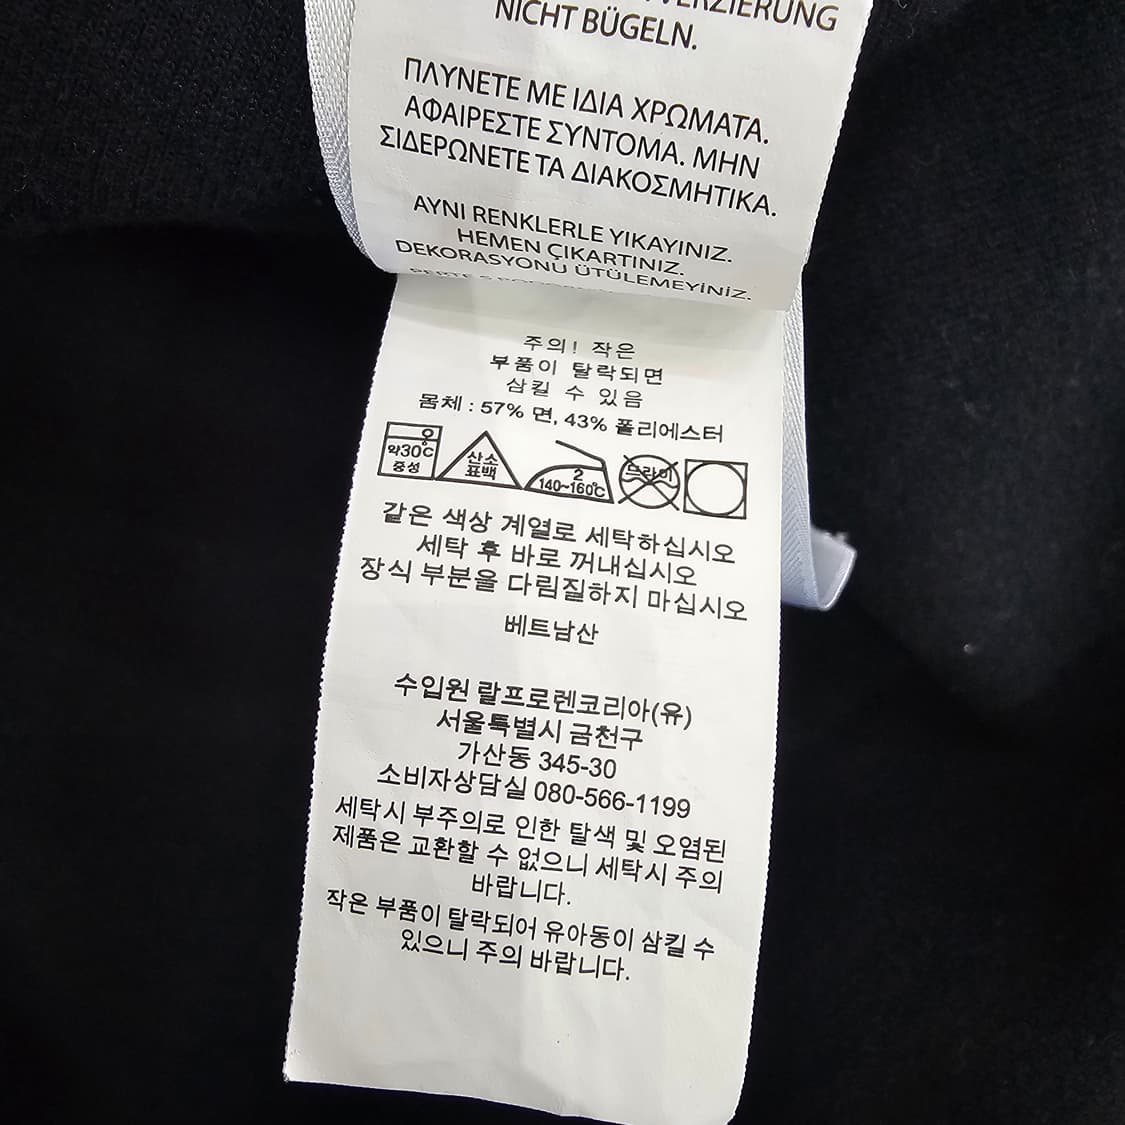 VERZIERUNG
NICHT BÜGELN.
ΠΛΥΝΕΤΕ ΜΕ ΙΔΙΑ ΧΡΩΜΑΤΑ.
ΑΦΑΙΡΕΣΤΕ ΣΥΝΤΟΜΑ. ΜΗΝ
ΣΙΔΕΡΩΝΕΤΕ ΤΑ ΔΙΑΚΟΣΜΗΤΙΚΑ.
AYNI RENKLERLE YIKAYINIZ.
HEMEN ÇIKARTINIZ.
DEKORASYONU ÜTÜLEMEYİNİZ.
주의! 작은
부품이 탈락되면
삼킬 수 있음
몸체 : 57% 면, 43% 폴리에스터
약30℃
중성
산소
표백
2
140~160℃
드라이
같은 색상 계열로 세탁하십시오
세탁 후 바로 꺼내십시오
장식 부분을 다림질하지 마십시오
베트남산
수입원 랄프로렌코리아(유)
서울특별시 금천구
가산동 345-30
소비자상담실 080-566-1199
세탁시 부주의로 인한 탈색 및 오염된
제품은 교환할 수 없으니 세탁시 주의
바랍니다.
작은 부품이 탈락되어 유아동이 삼킬 수
있으니 주의 바랍니다.